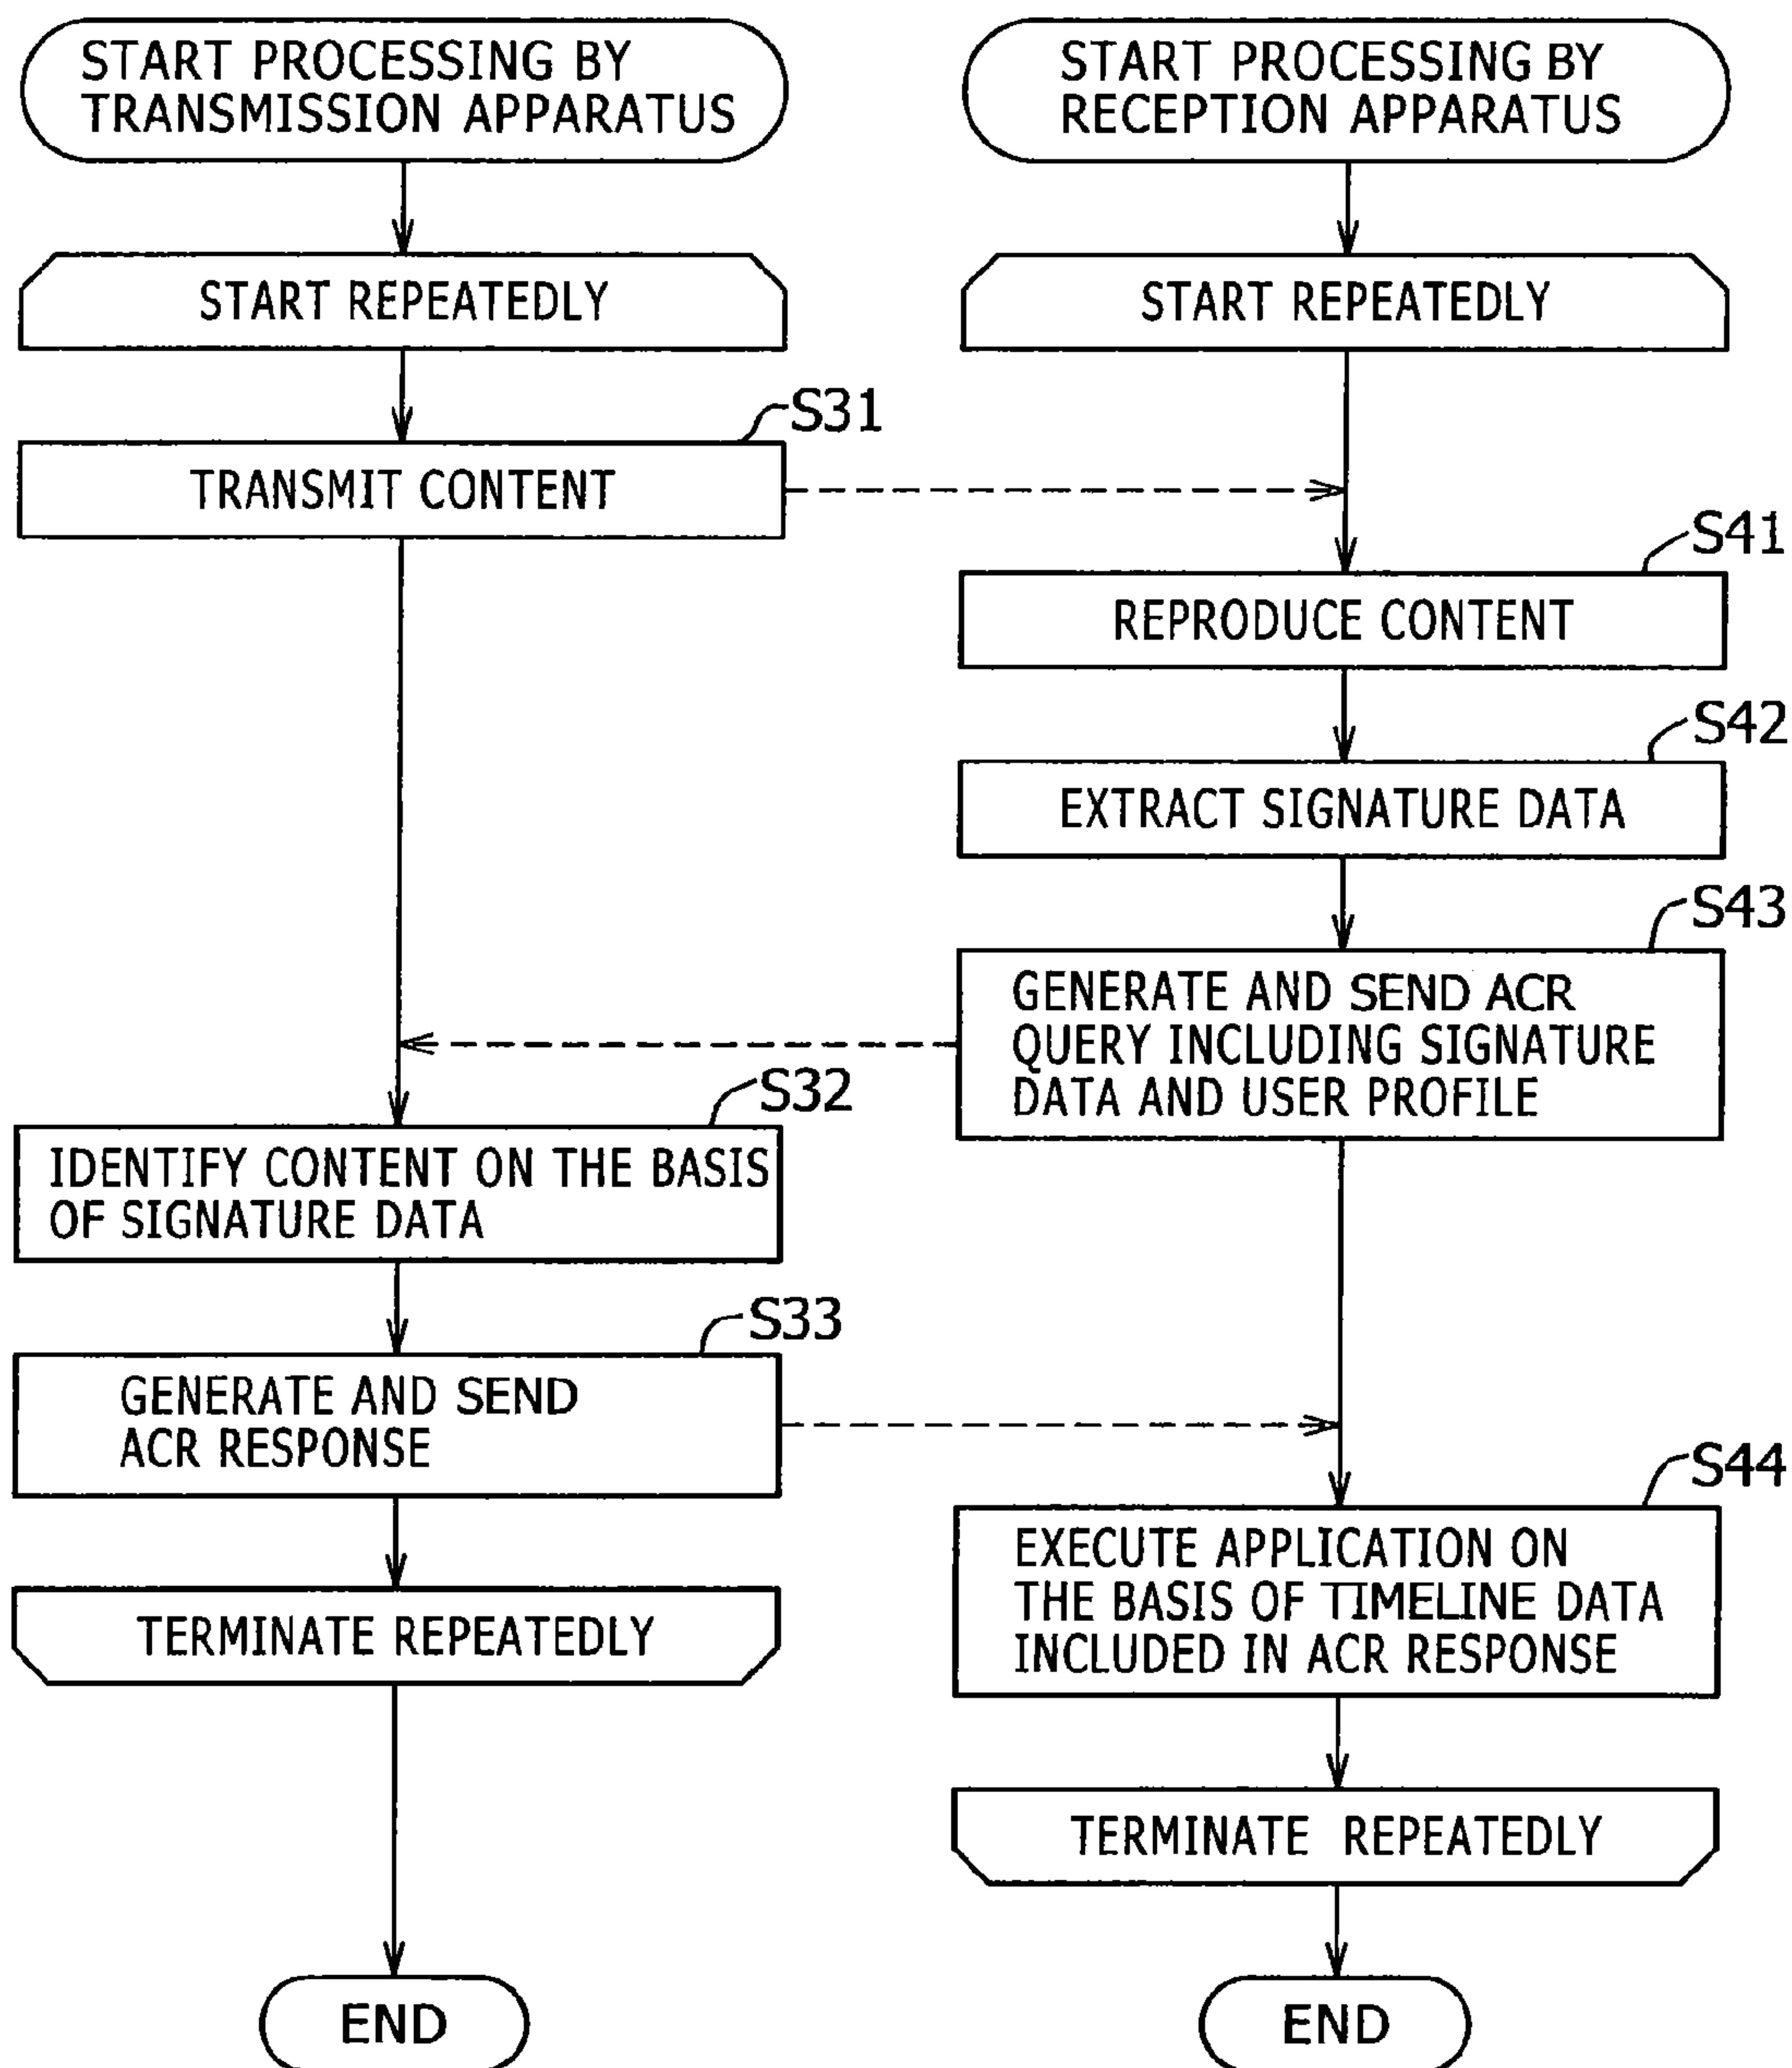 START PROCESSING BY
TRANSMISSION APPARATUS
START REPEATEDLY
S31
TRANSMIT CONTENT
S32
IDENTIFY CONTENT ON THE BASIS
OF SIGNATURE DATA
S33
GENERATE AND SEND
ACR RESPONSE
TERMINATE REPEATEDLY
END
START PROCESSING BY
RECEPTION APPARATUS
START REPEATEDLY
S41
REPRODUCE CONTENT
S42
EXTRACT SIGNATURE DATA
S43
GENERATE AND SEND ACR
QUERY INCLUDING SIGNATURE
DATA AND USER PROFILE
S44
EXECUTE APPLICATION ON
THE BASIS OF TIMELINE DATA
INCLUDED IN ACR RESPONSE
TERMINATE REPEATEDLY
END